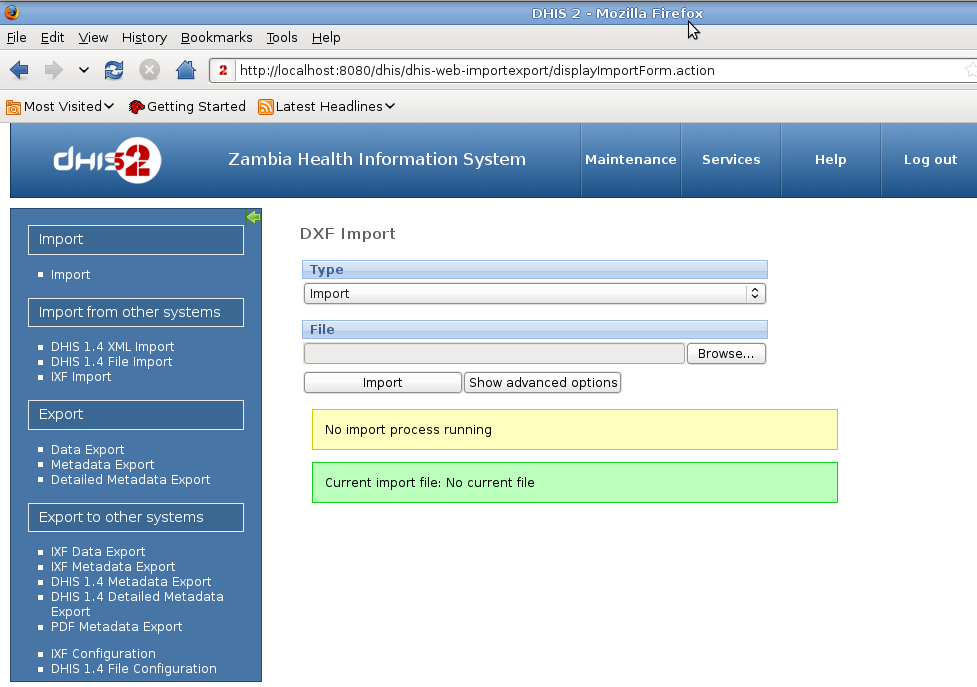 DHIS 2 - Mozilla Firefox
File Edit View History Bookmarks Tools Help
2 http://localhost:8080/dhis/dhis-web-importexport/displayImportForm.action
Most Visited Getting Started Latest Headlines
dhis2 Zambia Health Information System Maintenance Services Help Log out
Import
Import
Import from other systems
DHIS 1.4 XML Import
DHIS 1.4 File Import
IXF Import
Export
Data Export
Metadata Export
Detailed Metadata Export
Export to other systems
IXF Data Export
IXF Metadata Export
DHIS 1.4 Metadata Export
DHIS 1.4 Detailed Metadata
Export
PDF Metadata Export
IXF Configuration
DHIS 1.4 File Configuration
DXF Import
Type
Import
File
Browse...
Import Show advanced options
No import process running
Current import file: No current file